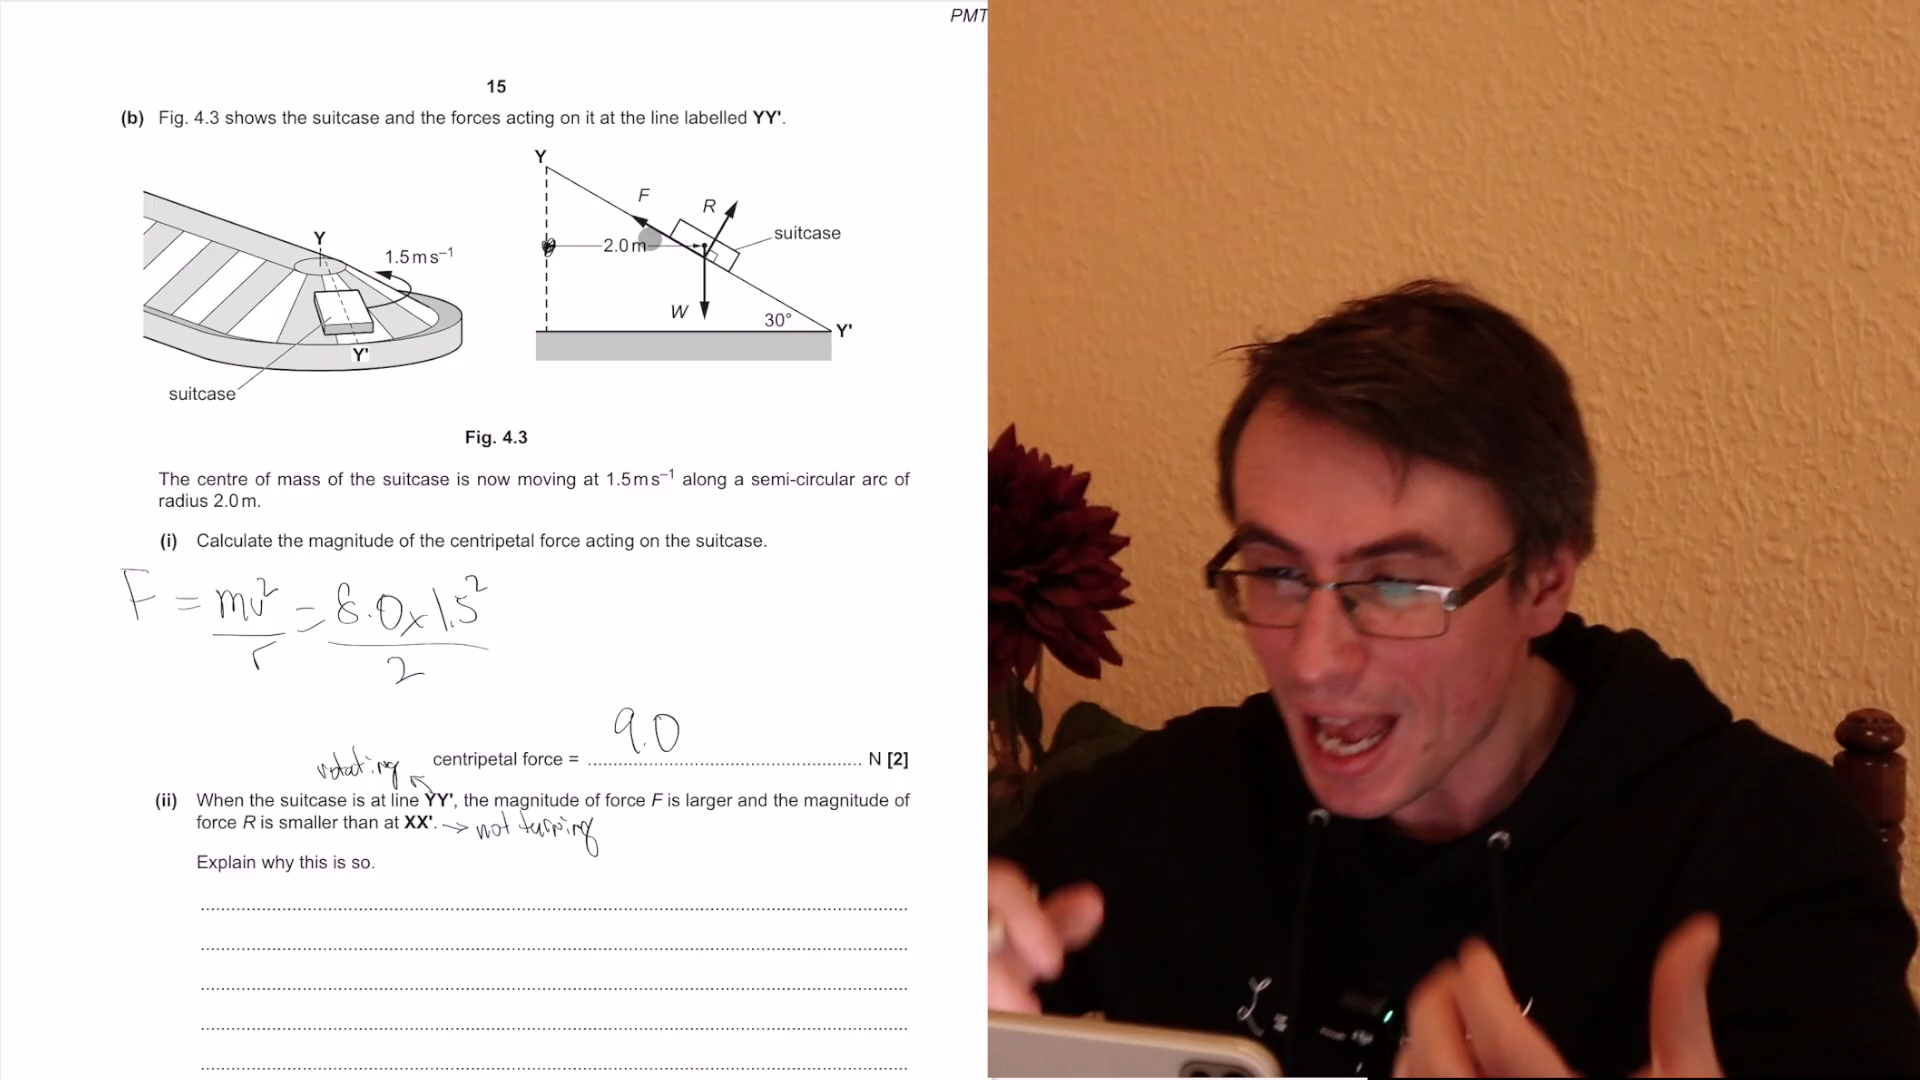 PMT
15
(b) Fig. 4.3 shows the suitcase and the forces acting on it at the line labelled YY'.
Y
F
R
suitcase
2.0 m
W
30°
Y'
Y
1.5 m s⁻¹
Y'
suitcase
Fig. 4.3
The centre of mass of the suitcase is now moving at 1.5 m s⁻¹ along a semi-circular arc of
radius 2.0 m.
(i) Calculate the magnitude of the centripetal force acting on the suitcase.
F = mv²/r = 8.0 x 1.5²/2
9.0
centripetal force = ............ N [2]
rotating
(ii) When the suitcase is at line YY', the magnitude of force F is larger and the magnitude of
force R is smaller than at XX'. → not turning
Explain why this is so.